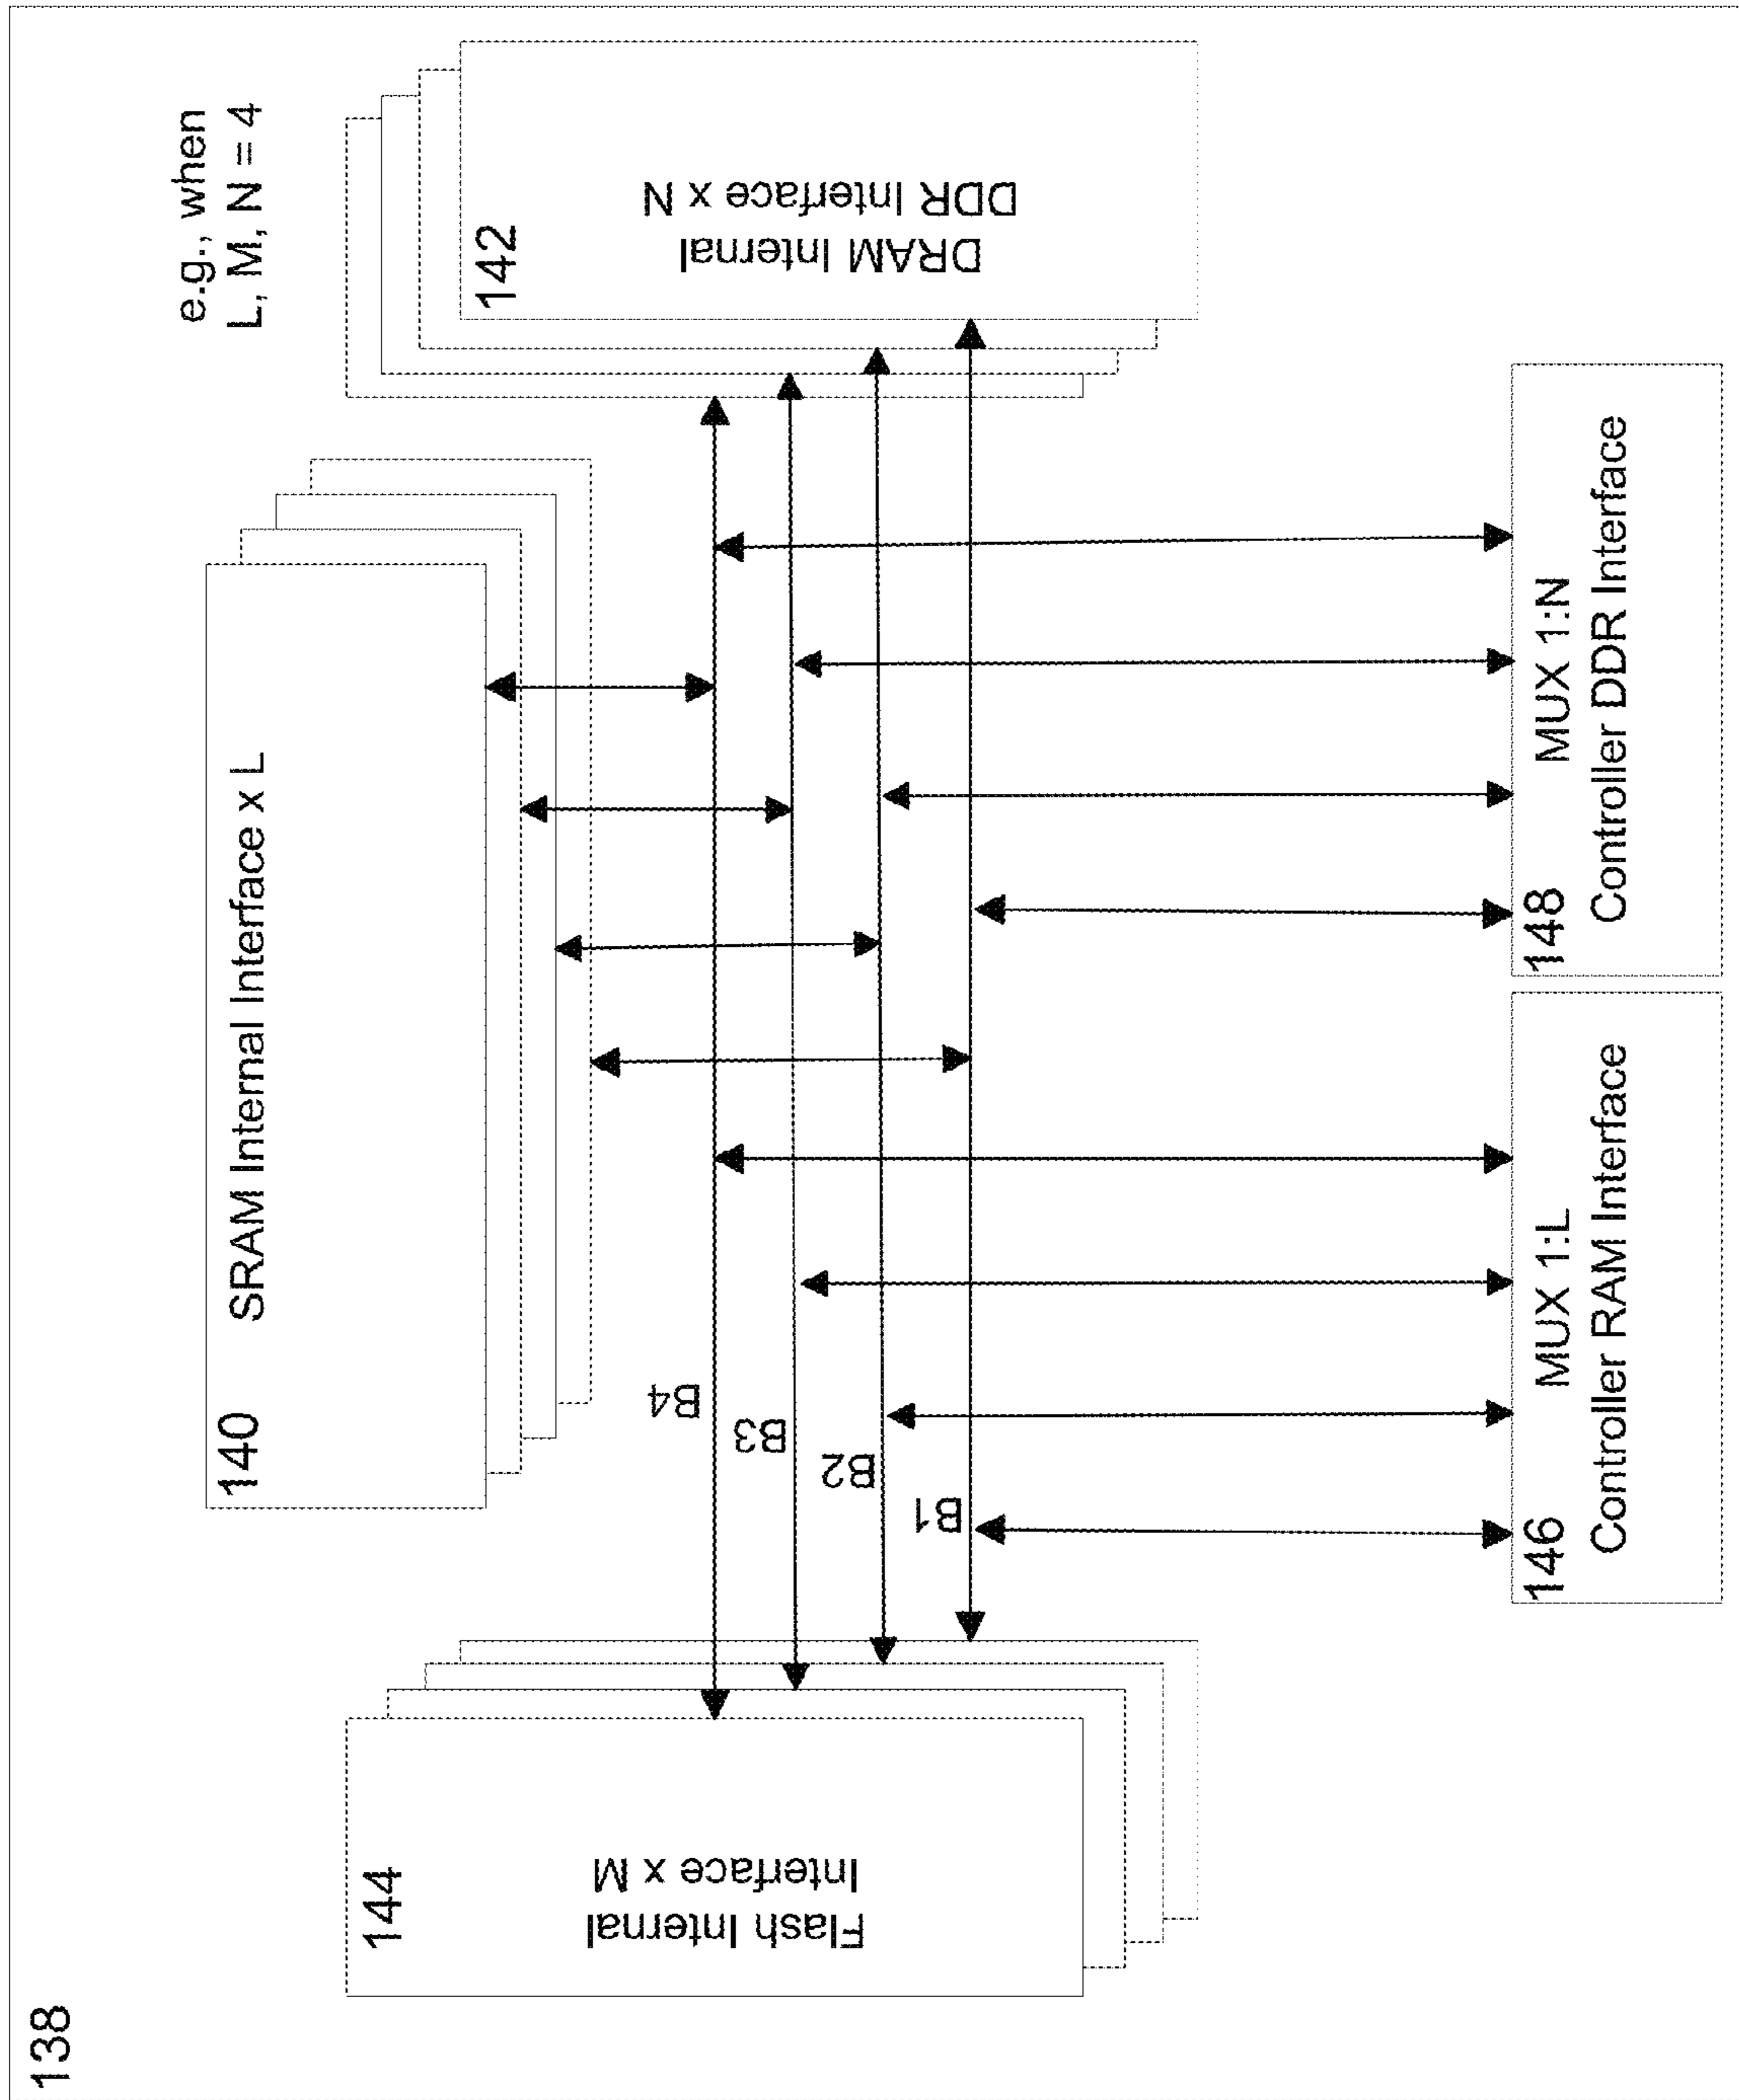 138
e.g., when
L, M, N = 4
140 SRAM Internal Interface x L
144
Flash Internal
Interface x M
142
DRAM Internal
DDR Interface x N
B4
B3
B2
B1
146 MUX 1:L
Controller RAM Interface
148 MUX 1:N
Controller DDR Interface